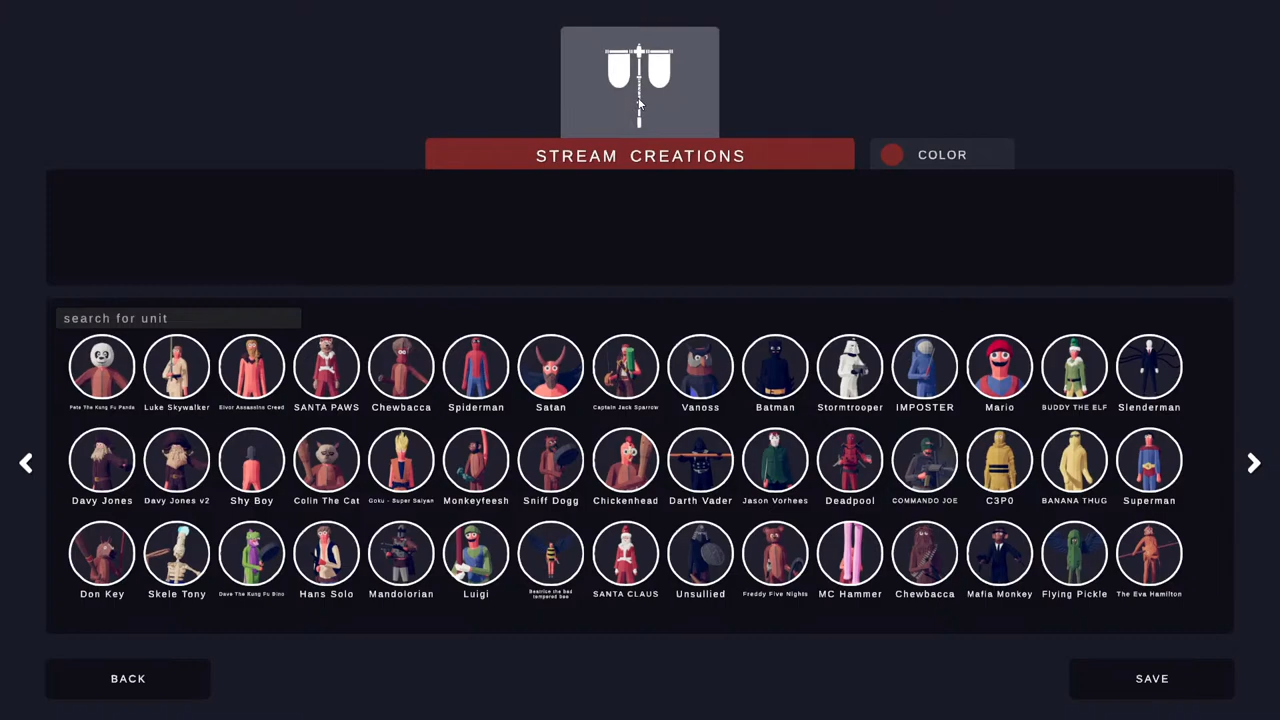 STREAM CREATIONS
COLOR
search for unit
Pete The Kung Fu Panda Luke Skywalker Eivor Assassins Creed SANTA PAWS Chewbacca Spiderman Satan Captain Jack Sparrow Vanoss Batman Stormtrooper IMPOSTER Mario BUDDY THE ELF Slenderman
Davy Jones Davy Jones v2 Shy Boy Colin The Cat Goku - Super Saiyan Monkeyfeesh Sniff Dogg Chickenhead Darth Vader Jason Vorhees Deadpool COMMANDO JOE C3P0 BANANA THUG Superman
Don Key Skele Tony Dave The Kung Fu Dino Hans Solo Mandolorian Luigi Beatrice the bad tempered bee SANTA CLAUS Unsullied Freddy Five Nights MC Hammer Chewbacca Mafia Monkey Flying Pickle The Eva Hamilton
BACK
SAVE